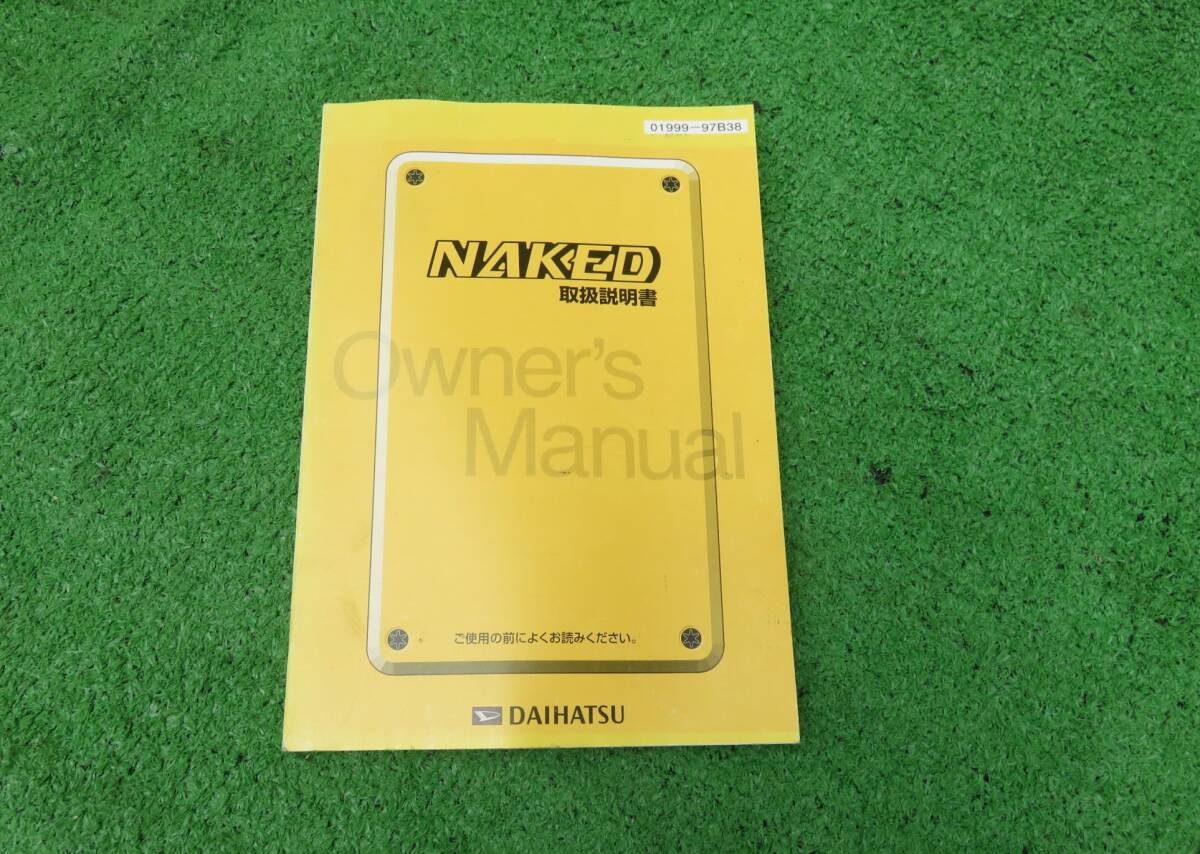 01999-97B38
NAKED
取扱説明書
Owner's
Manual
ご使用の前によくお読みください。
DAIHATSU